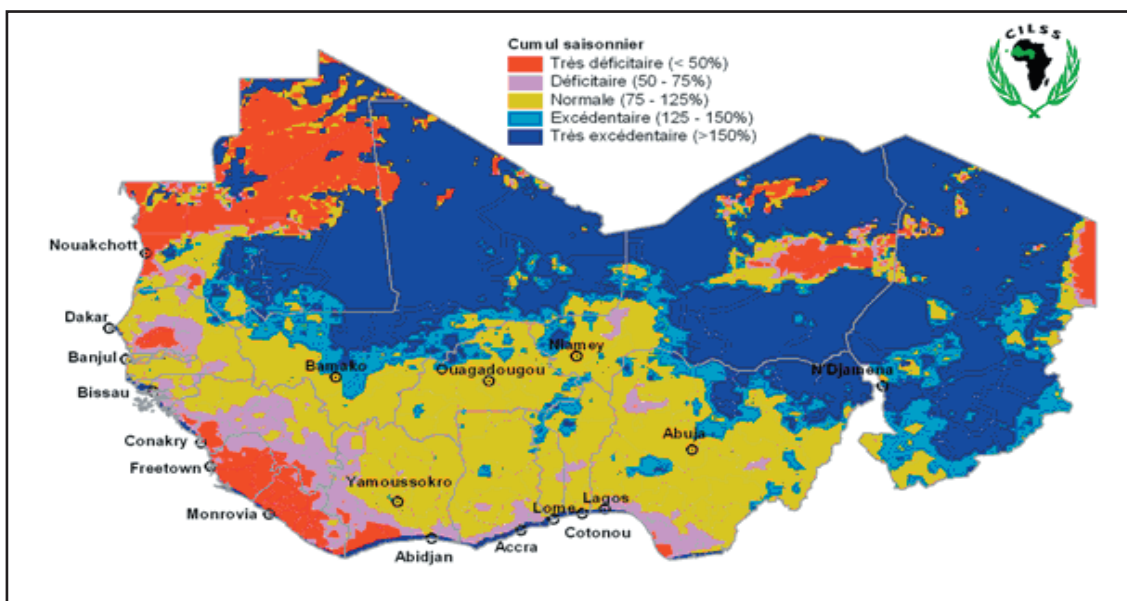 Cumul saisonnier
Très déficitaire (< 50%)
Déficitaire (50 - 75%)
Normale (75 - 125%)
Excédentaire (125 - 150%)
Très excédentaire (>150%)
CILSS
Nouakchott
Dakar
Banjul
Bissau
Bamako
Ouagadougou
Niamey
N'Djamena
Conakry
Freetown
Monrovia
Yamoussokro
Abuja
Lagos
Lome
Cotonou
Accra
Abidjan